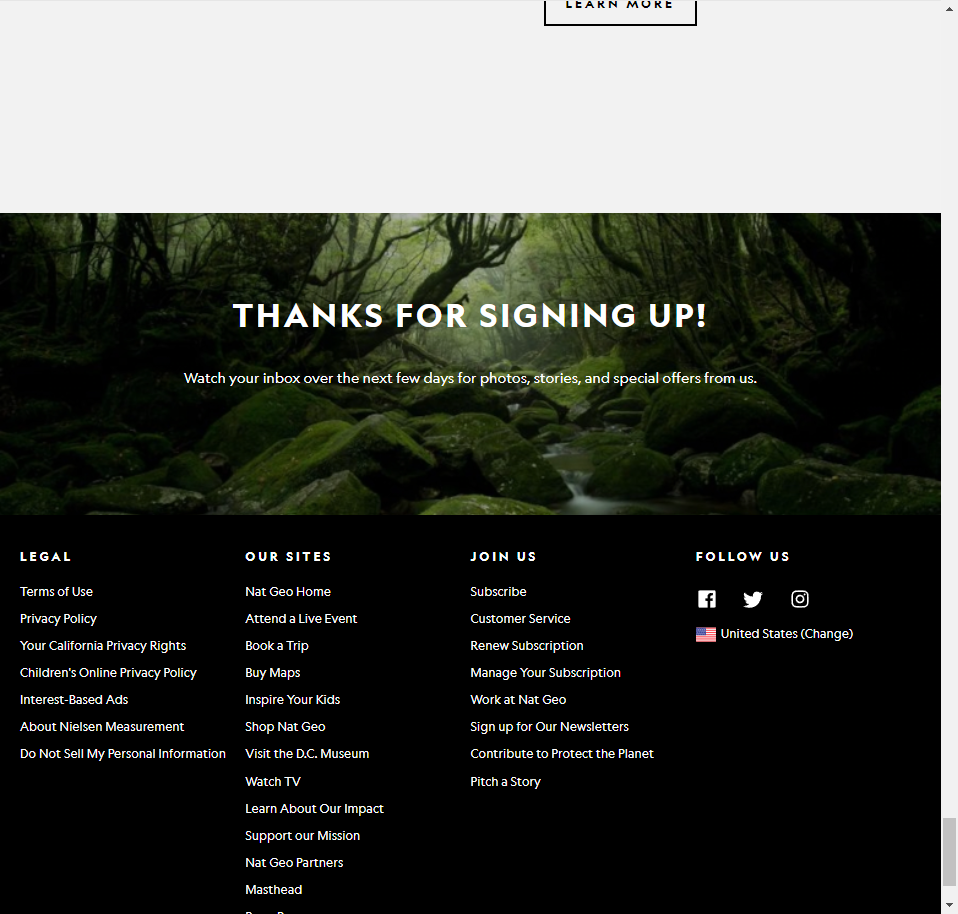 LEARN MORE
THANKS FOR SIGNING UP!
Watch your inbox over the next few days for photos, stories, and special offers from us.
LEGAL
Terms of Use
Privacy Policy
Your California Privacy Rights
Children's Online Privacy Policy
Interest-Based Ads
About Nielsen Measurement
Do Not Sell My Personal Information
OUR SITES
Nat Geo Home
Attend a Live Event
Book a Trip
Buy Maps
Inspire Your Kids
Shop Nat Geo
Visit the D.C. Museum
Watch TV
Learn About Our Impact
Support our Mission
Nat Geo Partners
Masthead
JOIN US
Subscribe
Customer Service
Renew Subscription
Manage Your Subscription
Work at Nat Geo
Sign up for Our Newsletters
Contribute to Protect the Planet
Pitch a Story
FOLLOW US
United States (Change)